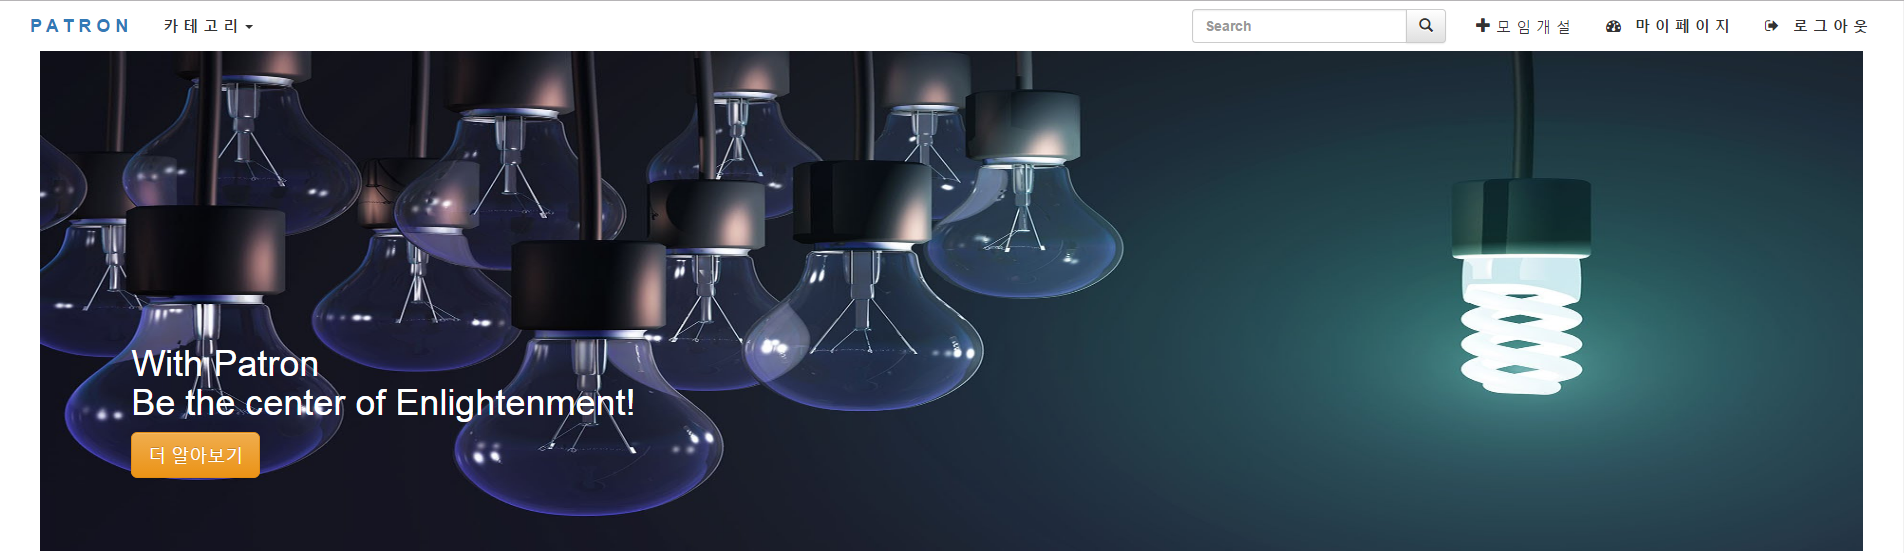 PATRON 카테고리 Search 모임개설 마이페이지 로그아웃
With Patron
Be the center of Enlightenment!
더 알아보기